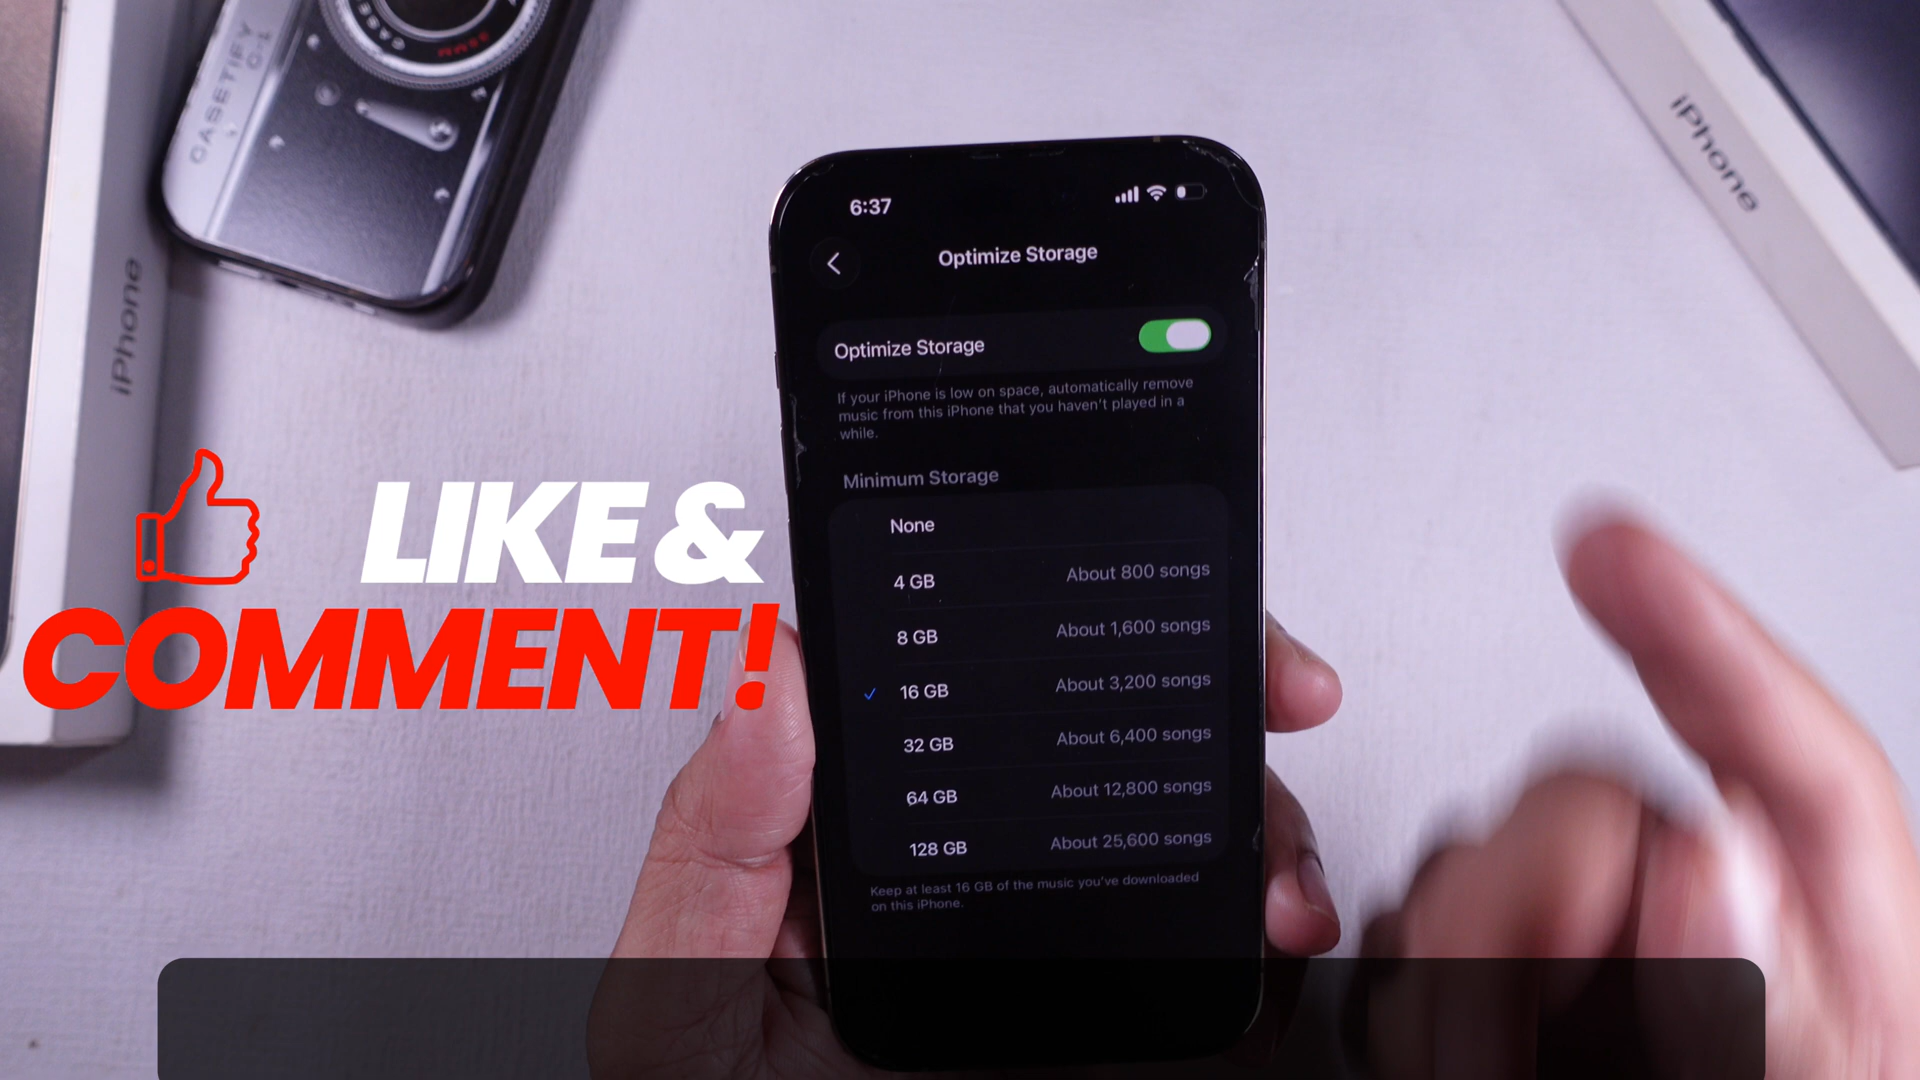 CASETIFY
C-1
CASE
iPhone
iPhone
6:37
Optimize Storage
Optimize Storage
If your iPhone is low on space, automatically remove
music from this iPhone that you haven't played in a
while.
Minimum Storage
None
4 GB About 800 songs
8 GB About 1,600 songs
16 GB About 3,200 songs
32 GB About 6,400 songs
64 GB About 12,800 songs
128 GB About 25,600 songs
Keep at least 16 GB of the music you've downloaded
on this iPhone.
LIKE &
COMMENT!